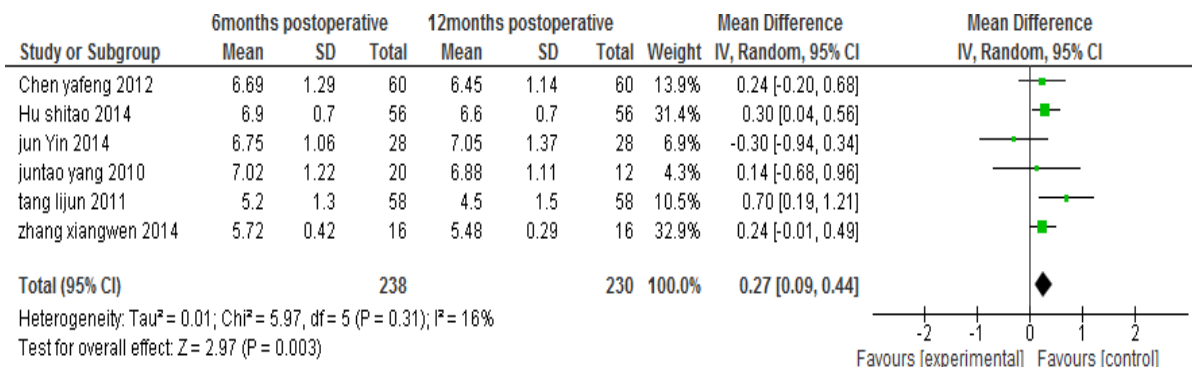 6months postoperative 12months postoperative Mean Difference Mean Difference
Study or Subgroup Mean SD Total Mean SD Total Weight IV, Random, 95% CI IV, Random, 95% CI
Chen yafeng 2012 6.69 1.29 60 6.45 1.14 60 13.9% 0.24 [-0.20, 0.68]
Hu shitao 2014 6.9 0.7 56 6.6 0.7 56 31.4% 0.30 [0.04, 0.56]
jun Yin 2014 6.75 1.06 28 7.05 1.37 28 6.9% -0.30 [-0.94, 0.34]
juntao yang 2010 7.02 1.22 20 6.88 1.11 12 4.3% 0.14 [-0.68, 0.96]
tang lijun 2011 5.2 1.3 58 4.5 1.5 58 10.5% 0.70 [0.19, 1.21]
zhang xiangwen 2014 5.72 0.42 16 5.48 0.29 16 32.9% 0.24 [-0.01, 0.49]
Total (95% CI) 238 230 100.0% 0.27 [0.09, 0.44]
Heterogeneity: Tau² = 0.01; Chi² = 5.97, df = 5 (P = 0.31); I² = 16%
Test for overall effect: Z = 2.97 (P = 0.003)
-2 -1 0 1 2
Favours [experimental] Favours [control]